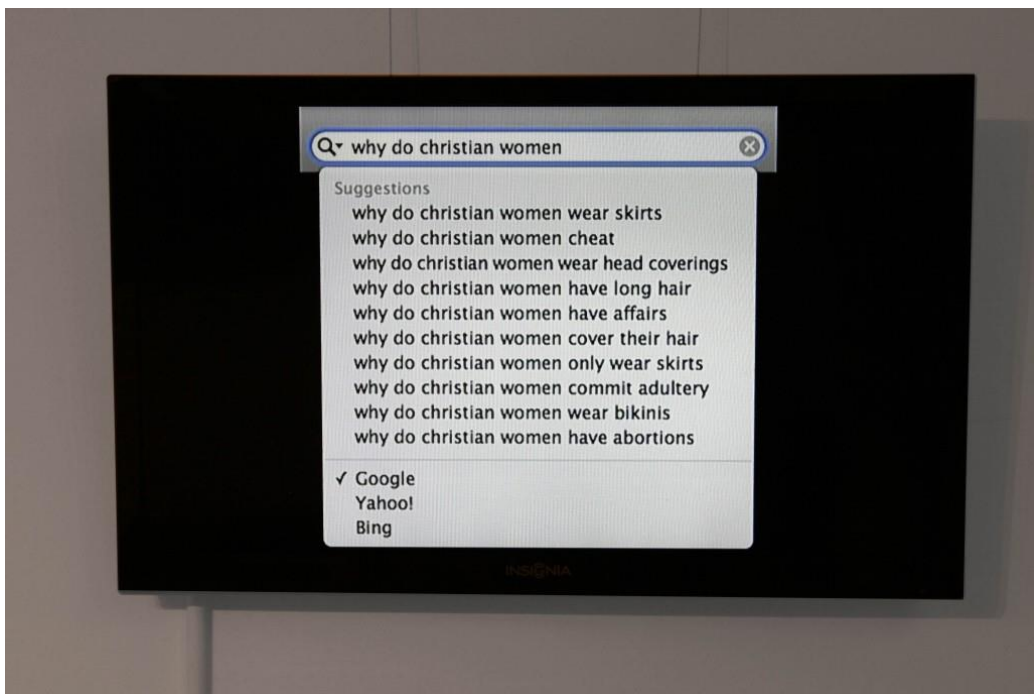 why do christian women
Suggestions
why do christian women wear skirts
why do christian women cheat
why do christian women wear head coverings
why do christian women have long hair
why do christian women have affairs
why do christian women cover their hair
why do christian women only wear skirts
why do christian women commit adultery
why do christian women wear bikinis
why do christian women have abortions
✓ Google
Yahoo!
Bing
INSIGNIA